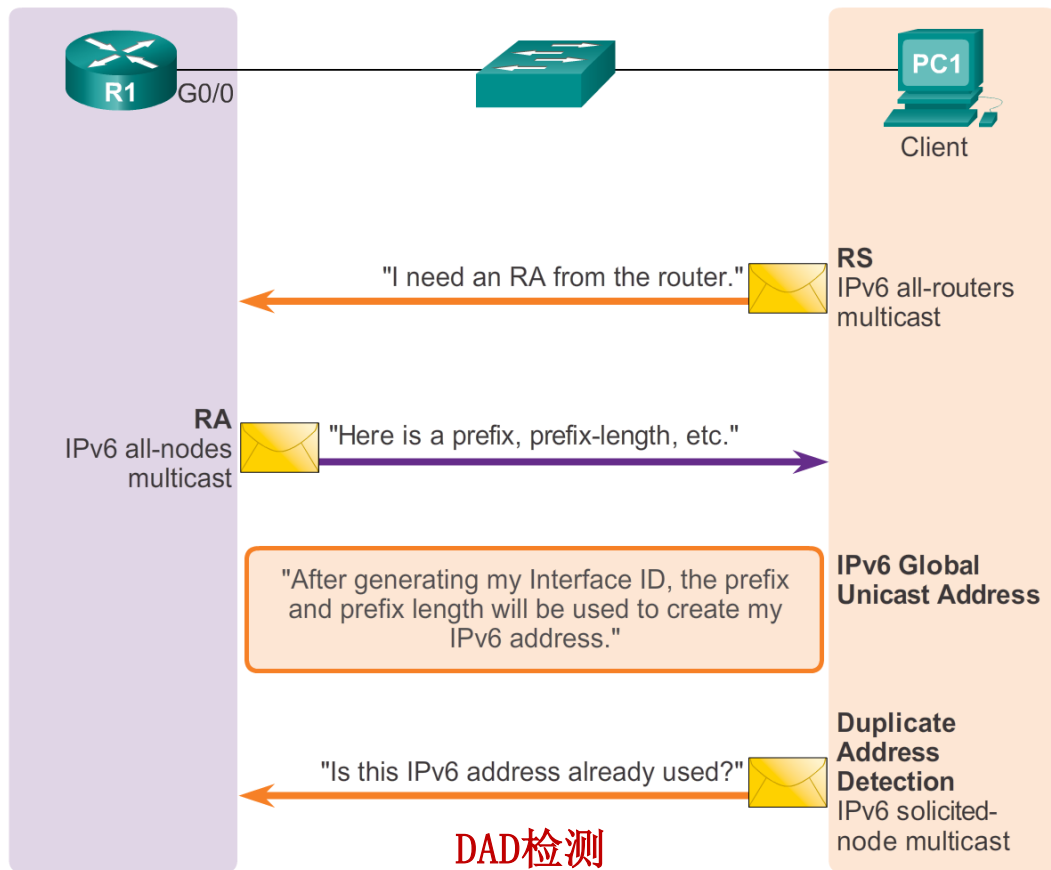 R1
G0/0
PC1
Client
"I need an RA from the router."
RS
IPv6 all-routers
multicast
RA
IPv6 all-nodes
multicast
"Here is a prefix, prefix-length, etc."
"After generating my Interface ID, the prefix
and prefix length will be used to create my
IPv6 address."
IPv6 Global
Unicast Address
"Is this IPv6 address already used?"
Duplicate
Address
Detection
IPv6 solicited-
node multicast
DAD检测